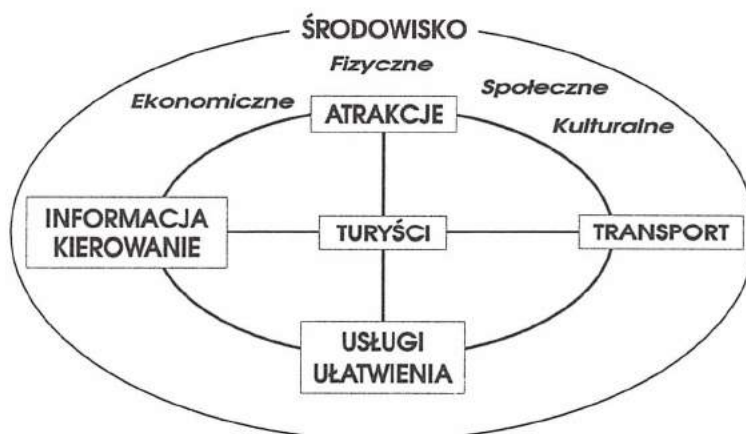 ŚRODOWISKO
Fizyczne
Ekonomiczne
Społeczne
ATRAKCJE
Kulturalne
INFORMACJA
KIEROWANIE
TURYŚCI
TRANSPORT
USŁUGI
UŁATWIENIA